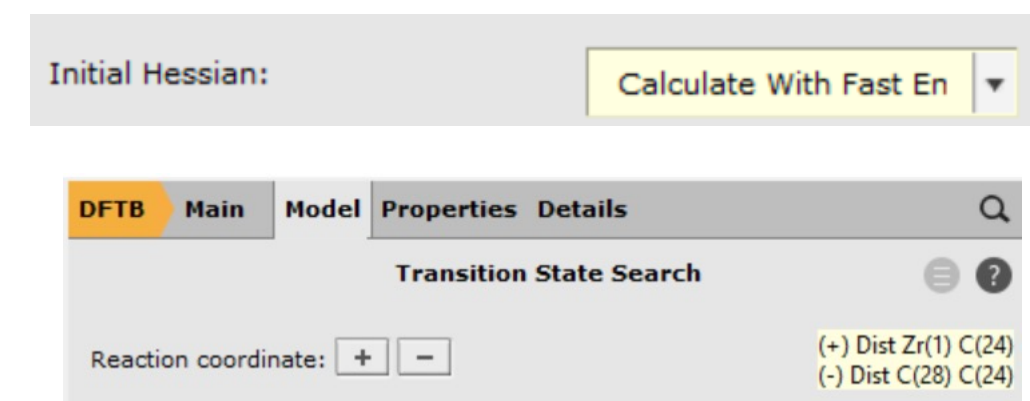 Initial Hessian: Calculate With Fast En
DFTB Main Model Properties Details
Transition State Search ?
Reaction coordinate: + − (+) Dist Zr(1) C(24)
(-) Dist C(28) C(24)